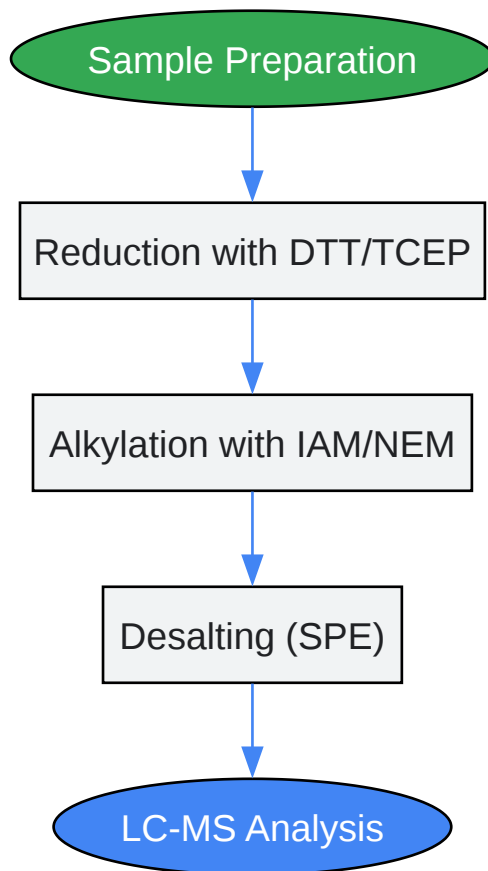 Sample Preparation
Reduction with DTT/TCEP
Alkylation with IAM/NEM
Desalting (SPE)
LC-MS Analysis